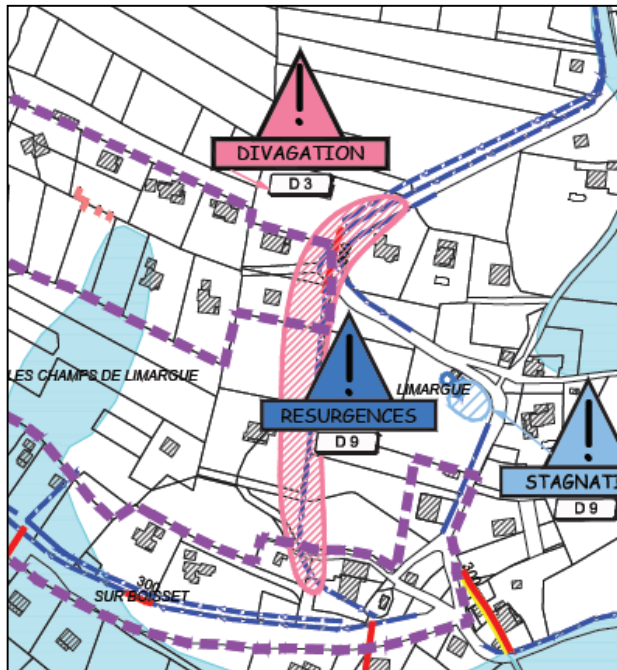 !
DIVAGATION
D 3
!
LES CHAMPS DE LIMARGUE
LIMARGUE
RESURGENCES
D 9
!
STAGNATI
D 9
300
SUR BOISSET
300